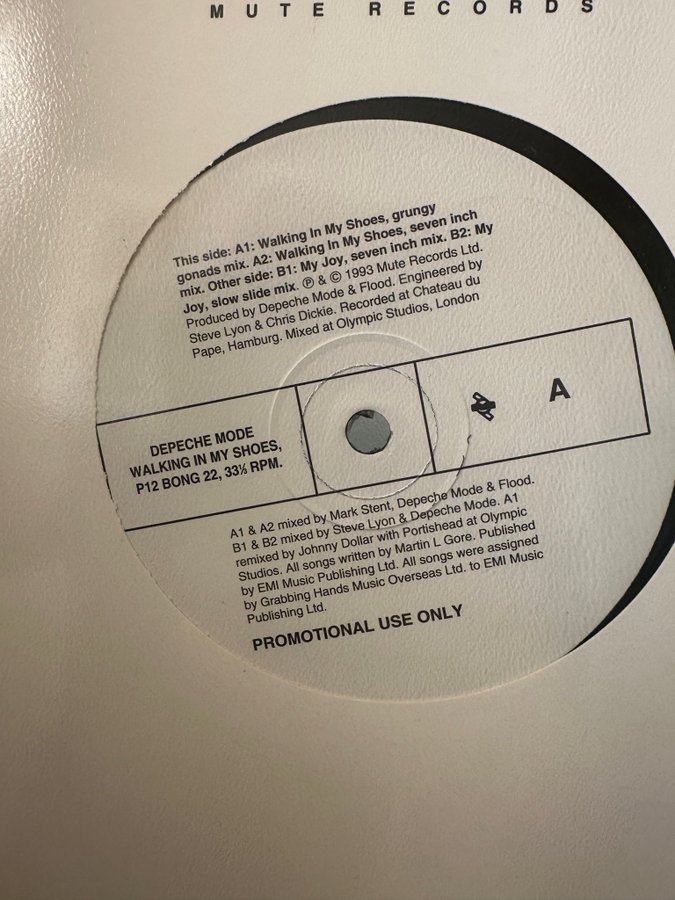 MUTE RECORDS
This side: A1: Walking In My Shoes, grungy
gonads mix. A2: Walking In My Shoes, seven inch
mix. Other side: B1: My Joy, seven inch mix. B2: My
Joy, slow slide mix. ℗ & © 1993 Mute Records Ltd.
Produced by Depeche Mode & Flood. Engineered by
Steve Lyon & Chris Dickie. Recorded at Chateau du
Pape, Hamburg. Mixed at Olympic Studios, London
DEPECHE MODE
WALKING IN MY SHOES,
P12 BONG 22, 33⅓ RPM.
A
A1 & A2 mixed by Mark Stent, Depeche Mode & Flood.
B1 & B2 mixed by Steve Lyon & Depeche Mode. A1
remixed by Johnny Dollar with Portishead at Olympic
Studios. All songs written by Martin L Gore. Published
by EMI Music Publishing Ltd. All songs were assigned
by Grabbing Hands Music Overseas Ltd. to EMI Music
Publishing Ltd.
PROMOTIONAL USE ONLY